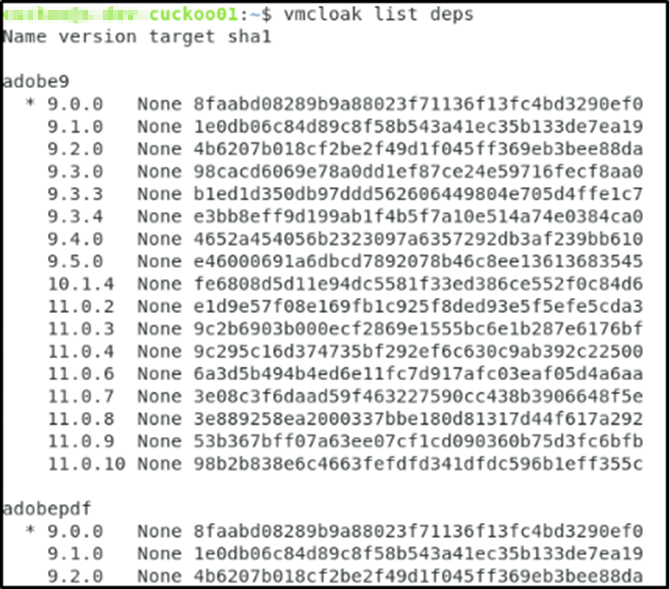 cuckoo01:~$ vmcloak list deps
Name version target sha1
adobe9
* 9.0.0 None 8faabd08289b9a88023f71136f13fc4bd3290ef0
9.1.0 None 1e0db06c84d89c8f58b543a41ec35b133de7ea19
9.2.0 None 4b6207b018cf2be2f49d1f045ff369eb3bee88da
9.3.0 None 98cacd6069e78a0dd1ef87ce24e59716fecf8aa0
9.3.3 None b1ed1d350db97ddd562606449804e705d4ffe1c7
9.3.4 None e3bb8eff9d199ab1f4b5f7a10e514a74e0384ca0
9.4.0 None 4652a454056b2323097a6357292db3af239bb610
9.5.0 None e46000691a6dbcd7892078b46c8ee13613683545
10.1.4 None fe6808d5d11e94dc5581f33ed386ce552f0c84d6
11.0.2 None e1d9e57f08e169fb1c925f8ded93e5f5efe5cda3
11.0.3 None 9c2b6903b000ecf2869e1555bc6e1b287e6176bf
11.0.4 None 9c295c16d374735bf292ef6c630c9ab392c22500
11.0.6 None 6a3d5b494b4ed6e11fc7d917afc03eaf05d4a6aa
11.0.7 None 3e08c3f6daad59f463227590cc438b3906648f5e
11.0.8 None 3e889258ea2000337bbe180d81317d44f617a292
11.0.9 None 53b367bff07a63ee07cf1cd090360b75d3fc6bfb
11.0.10 None 98b2b838e6c4663fefdfd341dfdc596b1eff355c
adobepdf
* 9.0.0 None 8faabd08289b9a88023f71136f13fc4bd3290ef0
9.1.0 None 1e0db06c84d89c8f58b543a41ec35b133de7ea19
9.2.0 None 4b6207b018cf2be2f49d1f045ff369eb3bee88da